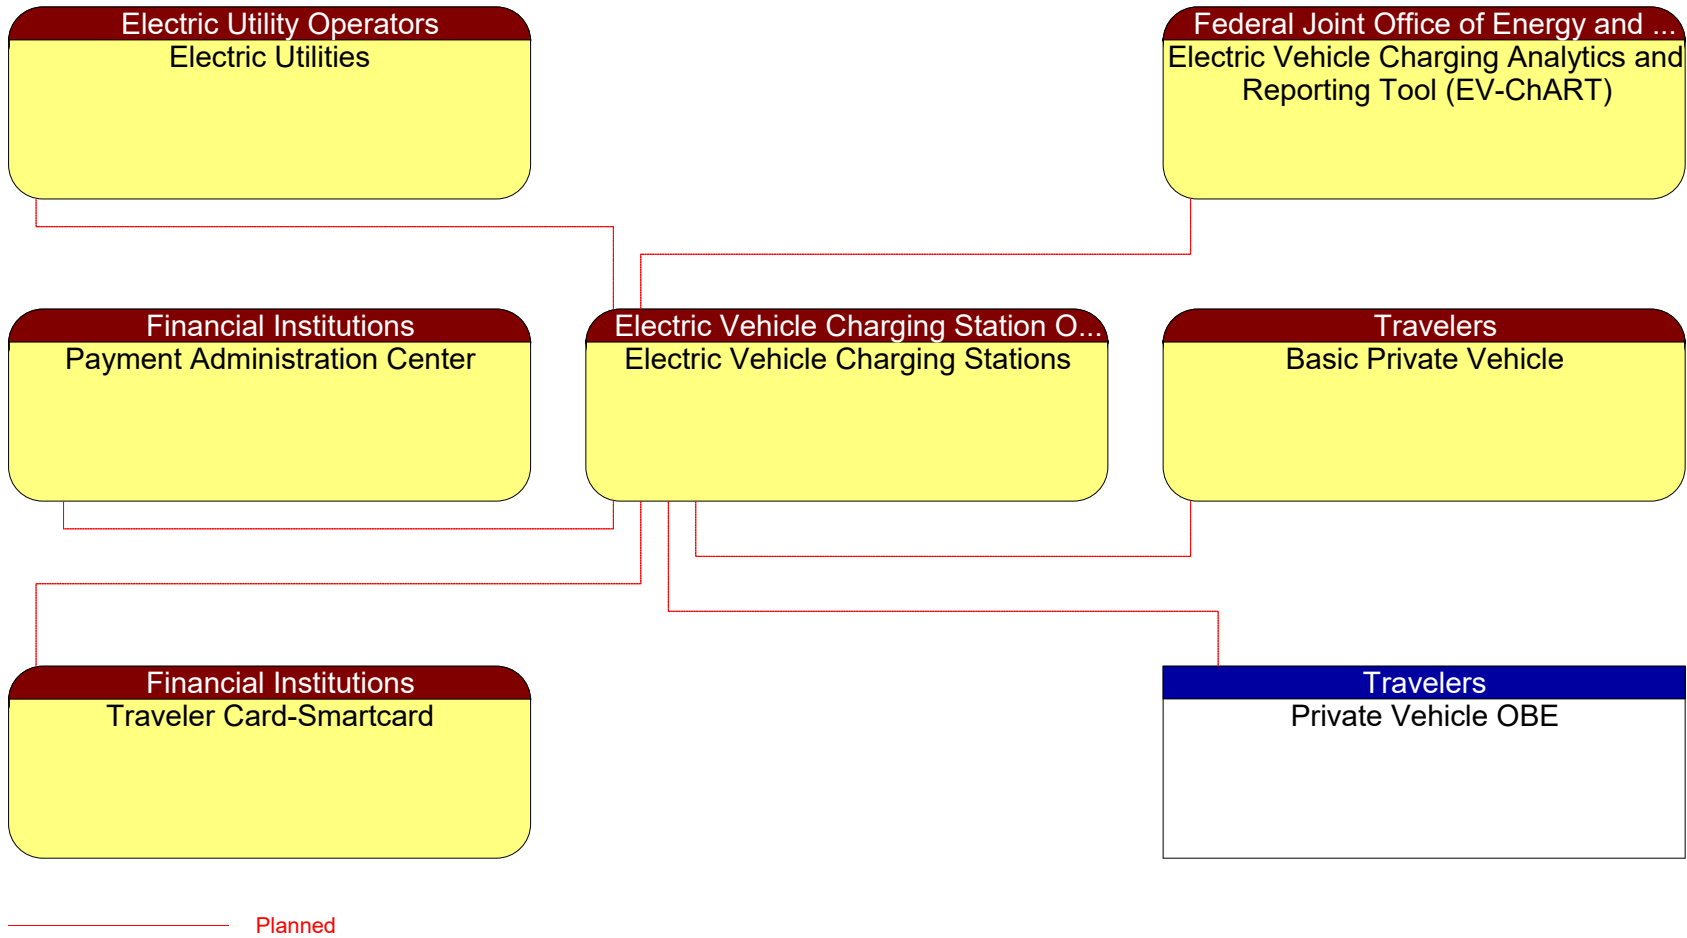 Electric Utility Operators
Electric Utilities
Federal Joint Office of Energy and ...
Electric Vehicle Charging Analytics and
Reporting Tool (EV-ChART)
Financial Institutions
Payment Administration Center
Electric Vehicle Charging Station O...
Electric Vehicle Charging Stations
Travelers
Basic Private Vehicle
Financial Institutions
Traveler Card-Smartcard
Travelers
Private Vehicle OBE
Planned